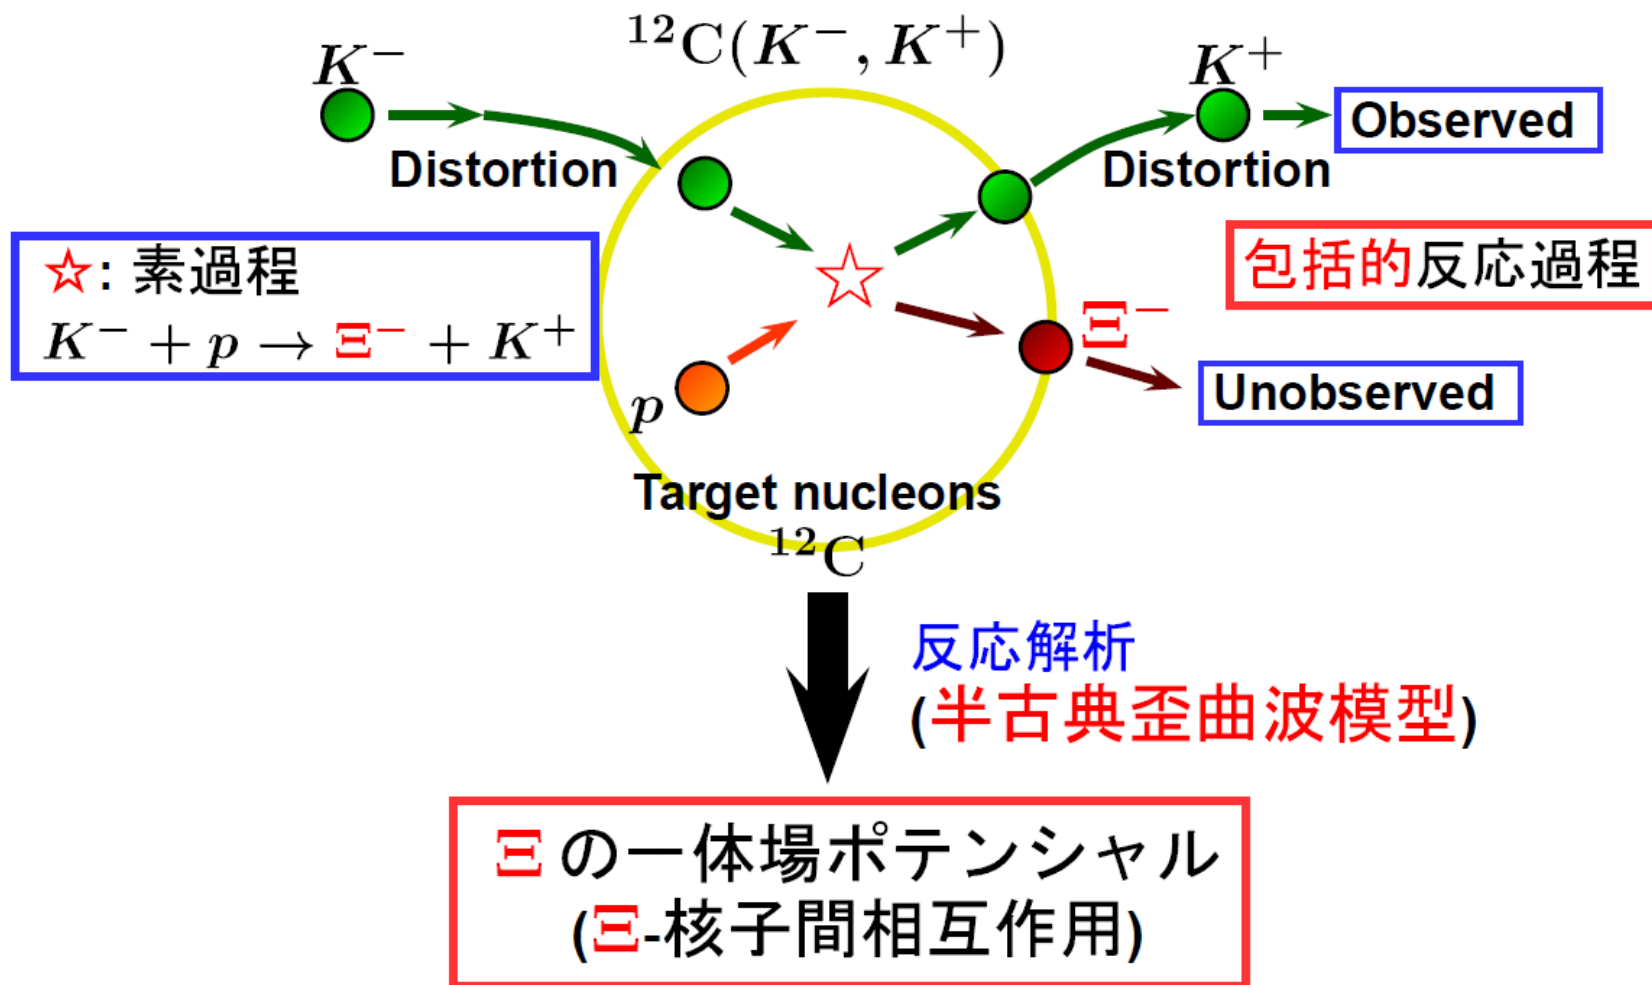 ¹²C(K⁻, K⁺)
K⁻
K⁺
Observed
Distortion
Distortion
☆: 素過程
K⁻ + p → Ξ⁻ + K⁺
包括的反応過程
Ξ⁻
Unobserved
p
Target nucleons
¹²C
反応解析
(半古典歪曲波模型)
Ξ の一体場ポテンシャル
(Ξ-核子間相互作用)